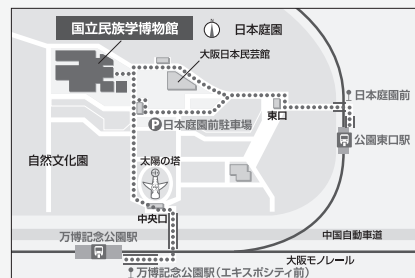 国立民族学博物館
日本庭園
大阪日本民芸館
日本庭園前
東口
P日本庭園前駐車場
公園東口駅
自然文化園
太陽の塔
中央口
万博記念公園駅
中国自動車道
大阪モノレール
万博記念公園駅(エキスポシティ前)